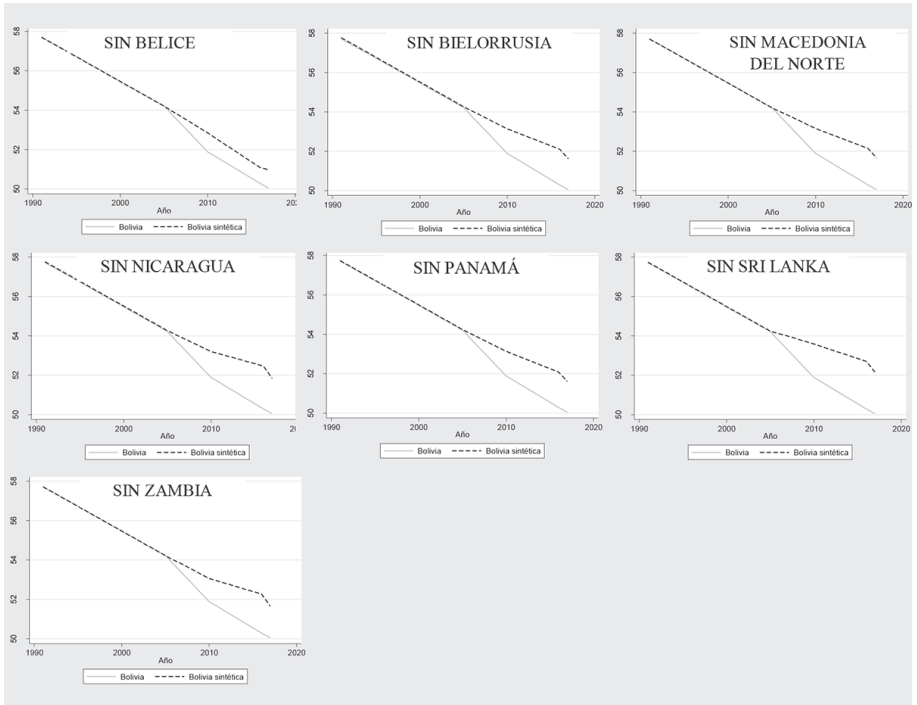 SIN BELICE
58
56
54
52
50
1990
2000
2010
Año
Bolivia
Bolivia sintética
SIN BIELORRUSIA
58
56
54
52
50
1990
2000
2010
2020
Año
Bolivia
Bolivia sintética
SIN MACEDONIA
DEL NORTE
58
56
54
52
50
1990
2000
2010
2020
Año
Bolivia
Bolivia sintética
SIN NICARAGUA
58
56
54
52
50
1990
2000
2010
Año
Bolivia
Bolivia sintética
SIN PANAMÁ
58
56
54
52
50
1990
2000
2010
2020
Año
Bolivia
Bolivia sintética
SIN SRI LANKA
58
56
54
52
50
1990
2000
2010
2020
Año
Bolivia
Bolivia sintética
SIN ZAMBIA
58
56
54
52
50
1990
2000
2010
2020
Año
Bolivia
Bolivia sintética